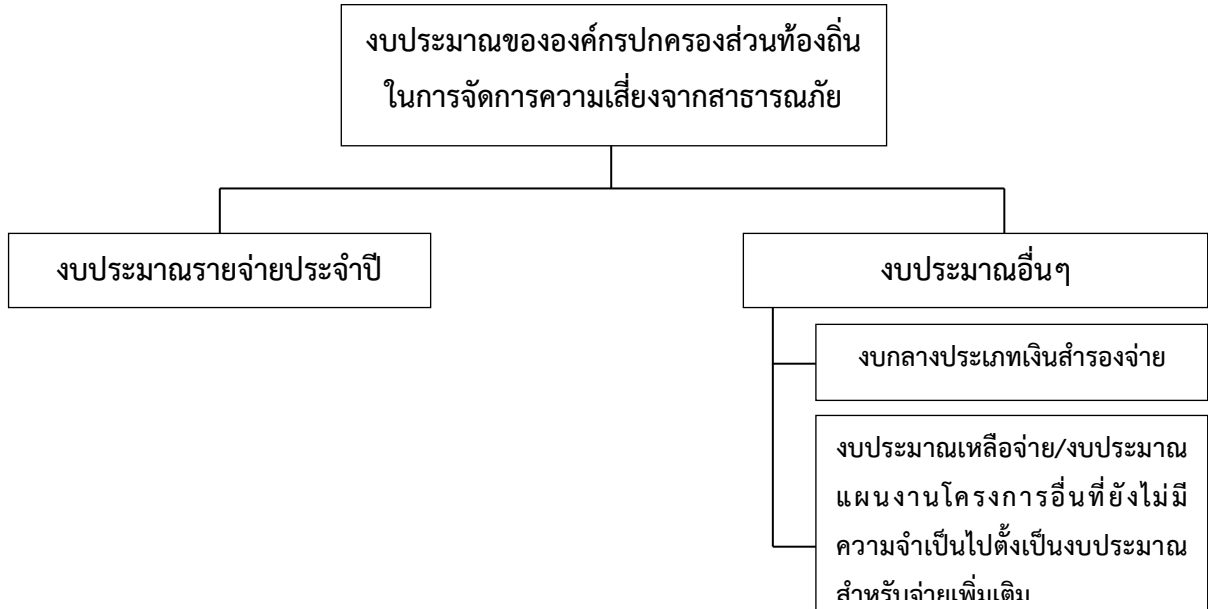 งบประมาณขององค์กรปกครองส่วนท้องถิ่น
ในการจัดการความเสี่ยงจากสาธารณภัย
งบประมาณรายจ่ายประจำปี
งบประมาณอื่นๆ
งบกลางประเภทเงินสำรองจ่าย
งบประมาณเหลือจ่าย/งบประมาณ
แผนงานโครงการอื่นที่ยังไม่มี
ความจำเป็นไปตั้งเป็นงบประมาณ
สำหรับจ่ายเพิ่มเติม